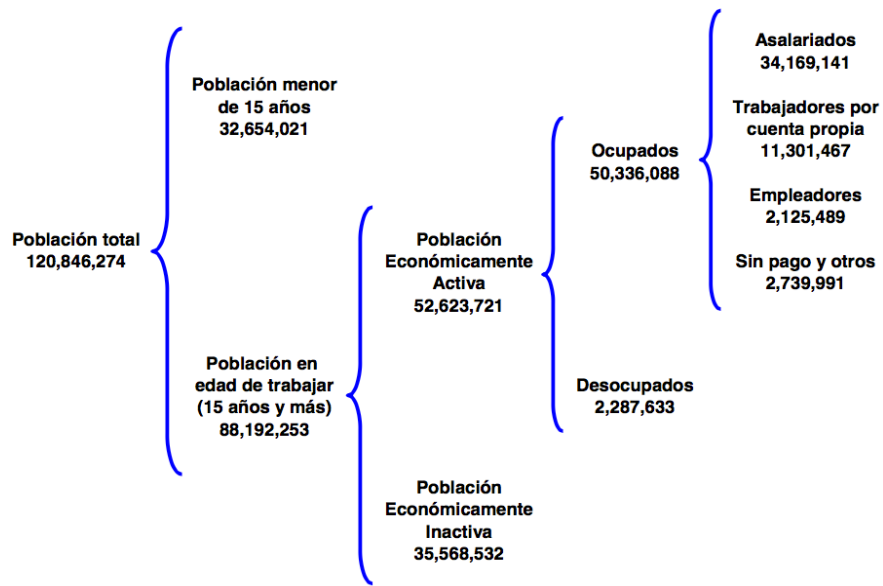 Población total
120,846,274
Población menor
de 15 años
32,654,021
Población en
edad de trabajar
(15 años y más)
88,192,253
Población
Económicamente
Activa
52,623,721
Población
Económicamente
Inactiva
35,568,532
Ocupados
50,336,088
Desocupados
2,287,633
Asalariados
34,169,141
Trabajadores por
cuenta propia
11,301,467
Empleadores
2,125,489
Sin pago y otros
2,739,991